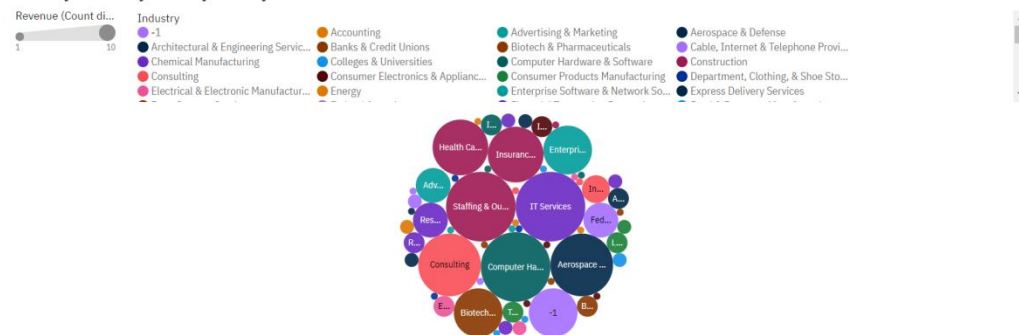 Revenue (Count di...
1 10
Industry
-1 Accounting Advertising & Marketing Aerospace & Defense
Architectural & Engineering Servic... Banks & Credit Unions Biotech & Pharmaceuticals Cable, Internet & Telephone Provi...
Chemical Manufacturing Colleges & Universities Computer Hardware & Software Construction
Consulting Consumer Electronics & Applianc... Consumer Products Manufacturing Department, Clothing, & Shoe Sto...
Electrical & Electronic Manufactur... Energy Enterprise Software & Network So... Express Delivery Services
I... I...
Health Ca... Insuranc... Enterpri...
Adv... In...
Staffing & Ou... IT Services A...
Res... Fed...
R... L...
Consulting Computer Ha... Aerospace ...
E... B...
Biotech... T... -1